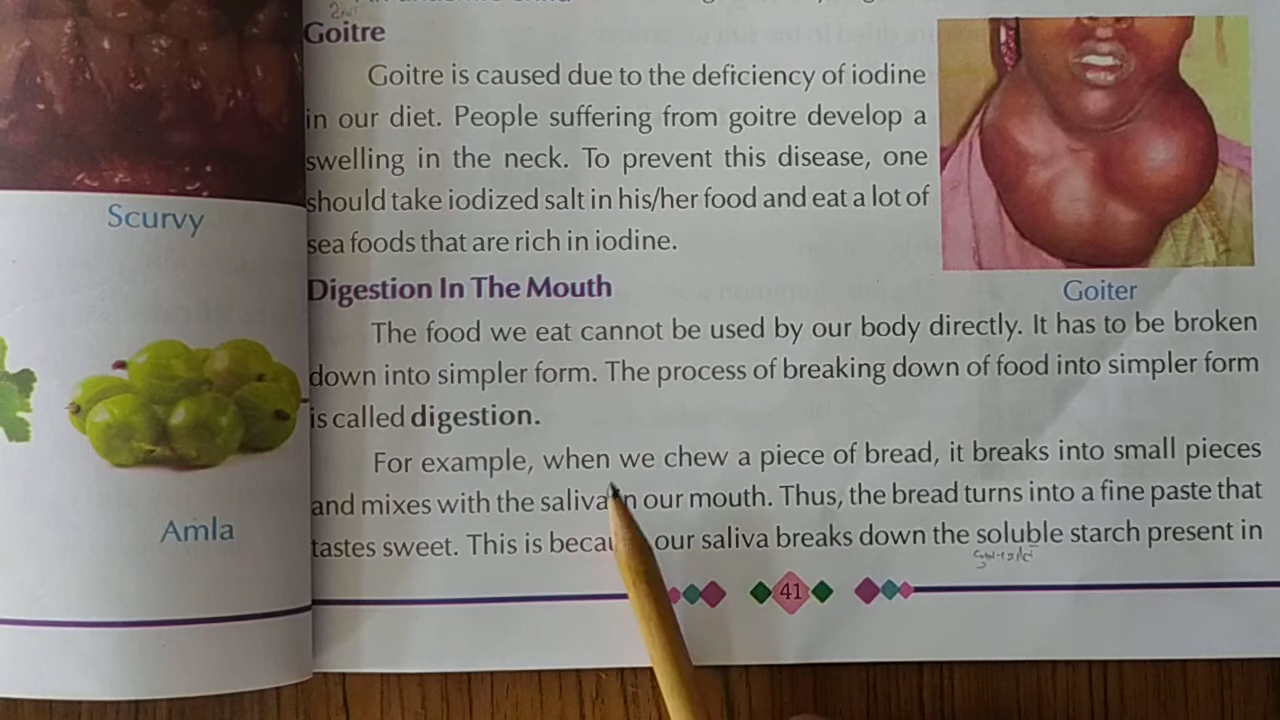 Goitre
Goitre is caused due to the deficiency of iodine
in our diet. People suffering from goitre develop a
swelling in the neck. To prevent this disease, one
should take iodized salt in his/her food and eat a lot of
sea foods that are rich in iodine.
Goiter
Scurvy
Amla
Digestion In The Mouth
The food we eat cannot be used by our body directly. It has to be broken
down into simpler form. The process of breaking down of food into simpler form
is called digestion.
For example, when we chew a piece of bread, it breaks into small pieces
and mixes with the saliva in our mouth. Thus, the bread turns into a fine paste that
tastes sweet. This is because our saliva breaks down the soluble starch present in
41